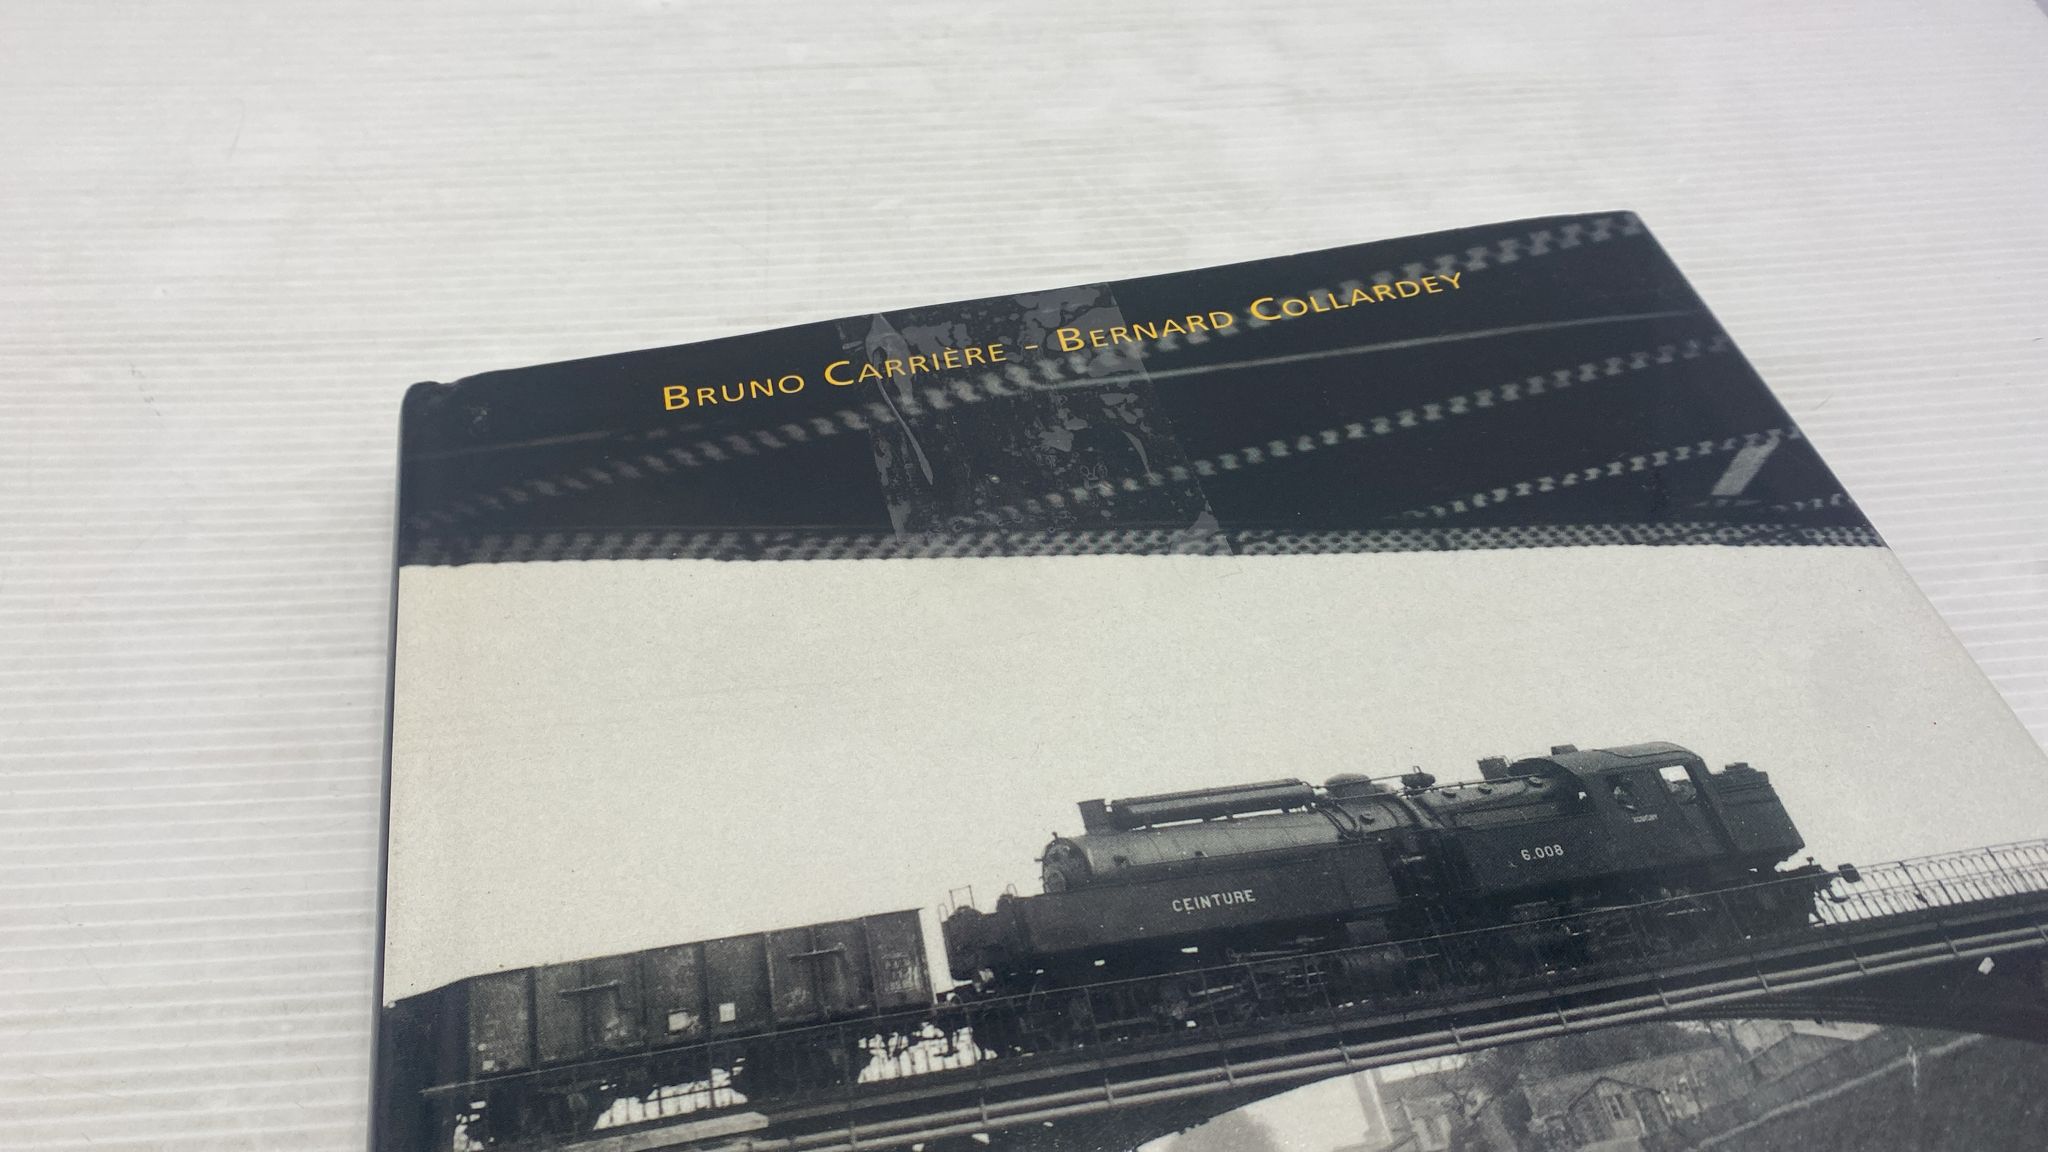 BRUNO CARRIÈRE - BERNARD COLLARDEY
CEINTURE
6.008